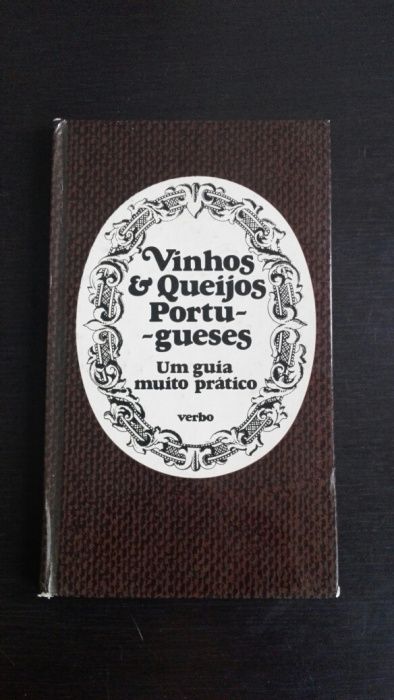 Vinhos
& Queijos
Portu-
-gueses
Um guia
muito prático
verbo